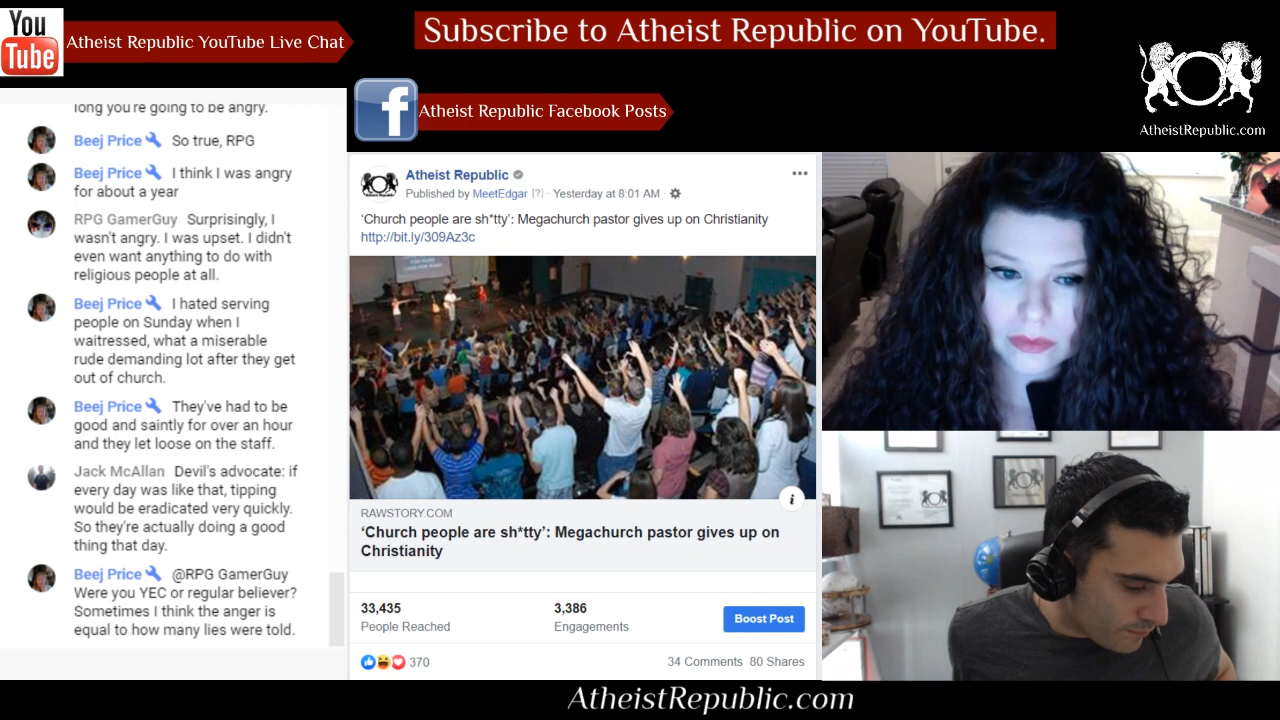 You
Tube
Atheist Republic YouTube Live Chat
Subscribe to Atheist Republic on YouTube.
AtheistRepublic.com
Atheist Republic Facebook Posts
long you're going to be angry.
Beej Price So true, RPG
Beej Price I think I was angry
for about a year
RPG GamerGuy Surprisingly, I
wasn't angry. I was upset. I didn't
even want anything to do with
religious people at all.
Beej Price I hated serving
people on Sunday when I
waitressed, what a miserable
rude demanding lot after they get
out of church.
Beej Price They've had to be
good and saintly for over an hour
and they let loose on the staff.
Jack McAllan Devil's advocate: if
every day was like that, tipping
would be eradicated very quickly.
So they're actually doing a good
thing that day.
Beej Price @RPG GamerGuy
Were you YEC or regular believer?
Sometimes I think the anger is
equal to how many lies were told.
Atheist Republic
Published by MeetEdgar [?] · Yesterday at 8:01 AM ·
‘Church people are sh*tty’: Megachurch pastor gives up on Christianity
http://bit.ly/309Az3c
RAWSTORY.COM
‘Church people are sh*tty’: Megachurch pastor gives up on
Christianity
33,435
People Reached
3,386
Engagements
Boost Post
370
34 Comments 80 Shares
AtheistRepublic.com